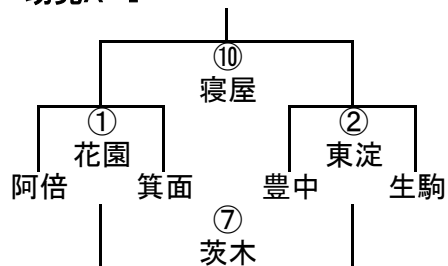 ⑩
寝屋
① ②
花園 東淀
阿倍 箕面 豊中 生駒
⑦
茨木